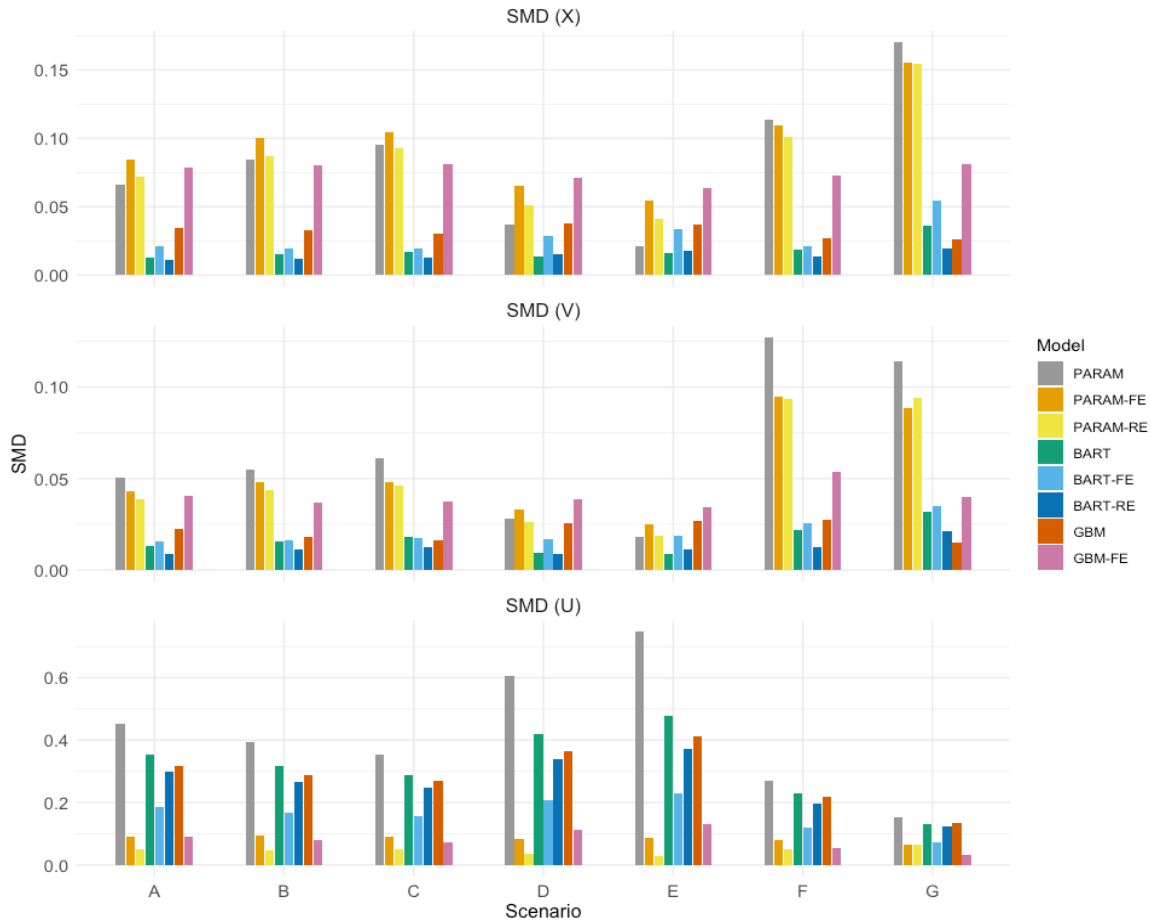 SMD (X)
0.15
0.10
0.05
0.00
SMD (V)
0.10
0.05
0.00
SMD (U)
0.6
0.4
0.2
0.0
SMD
A B C D E F G
Scenario
Model
PARAM
PARAM-FE
PARAM-RE
BART
BART-FE
BART-RE
GBM
GBM-FE